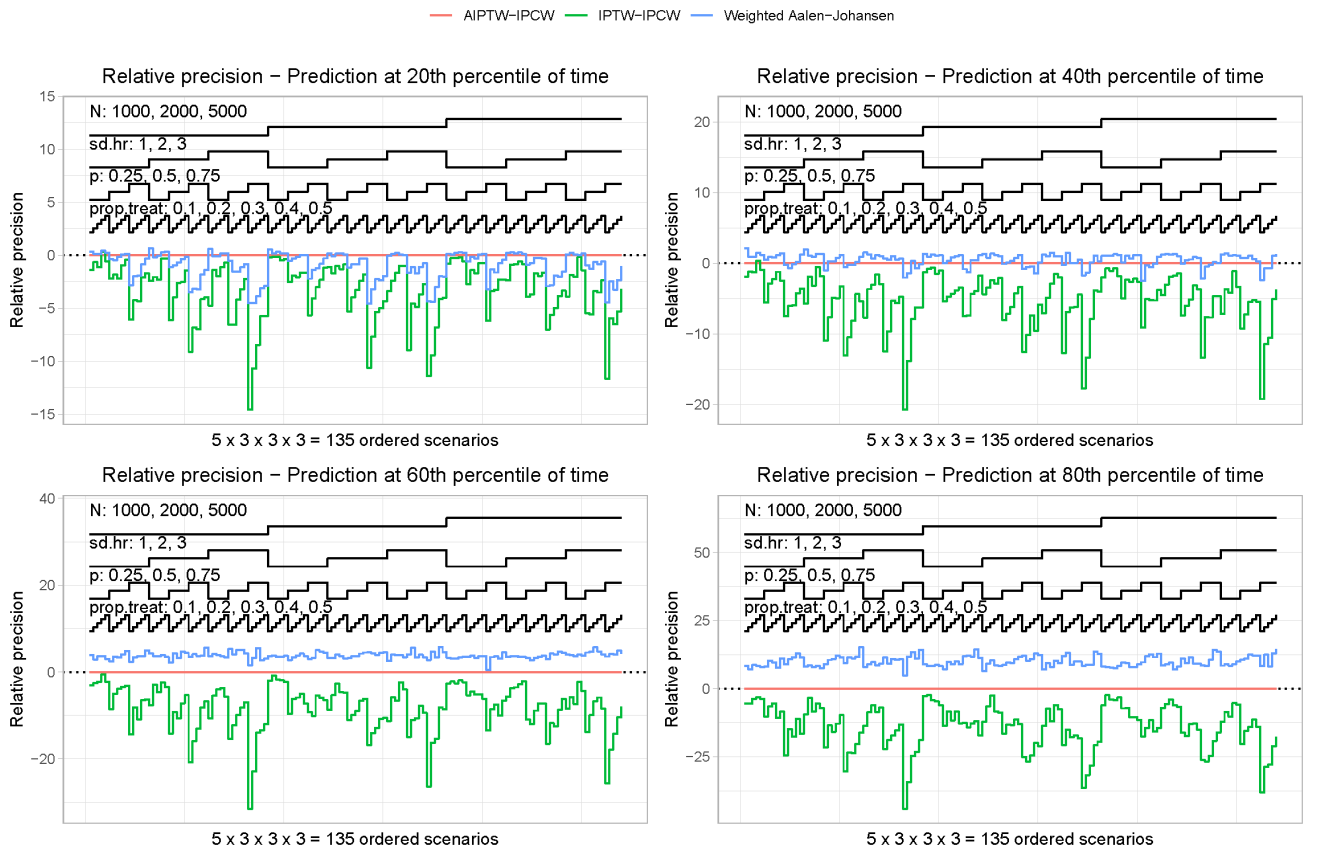 AIPTW−IPCW IPTW−IPCW Weighted Aalen−Johansen
Relative precision − Prediction at 20th percentile of time
Relative precision
15
10
5
0
−5
−10
−15
N: 1000, 2000, 5000
sd.hr: 1, 2, 3
p: 0.25, 0.5, 0.75
prop.treat: 0.1, 0.2, 0.3, 0.4, 0.5
5 x 3 x 3 x 3 = 135 ordered scenarios
Relative precision − Prediction at 40th percentile of time
Relative precision
20
10
0
−10
−20
N: 1000, 2000, 5000
sd.hr: 1, 2, 3
p: 0.25, 0.5, 0.75
prop.treat: 0.1, 0.2, 0.3, 0.4, 0.5
5 x 3 x 3 x 3 = 135 ordered scenarios
Relative precision − Prediction at 60th percentile of time
Relative precision
40
20
0
−20
N: 1000, 2000, 5000
sd.hr: 1, 2, 3
p: 0.25, 0.5, 0.75
prop.treat: 0.1, 0.2, 0.3, 0.4, 0.5
5 x 3 x 3 x 3 = 135 ordered scenarios
Relative precision − Prediction at 80th percentile of time
Relative precision
50
25
0
−25
N: 1000, 2000, 5000
sd.hr: 1, 2, 3
p: 0.25, 0.5, 0.75
prop.treat: 0.1, 0.2, 0.3, 0.4, 0.5
5 x 3 x 3 x 3 = 135 ordered scenarios